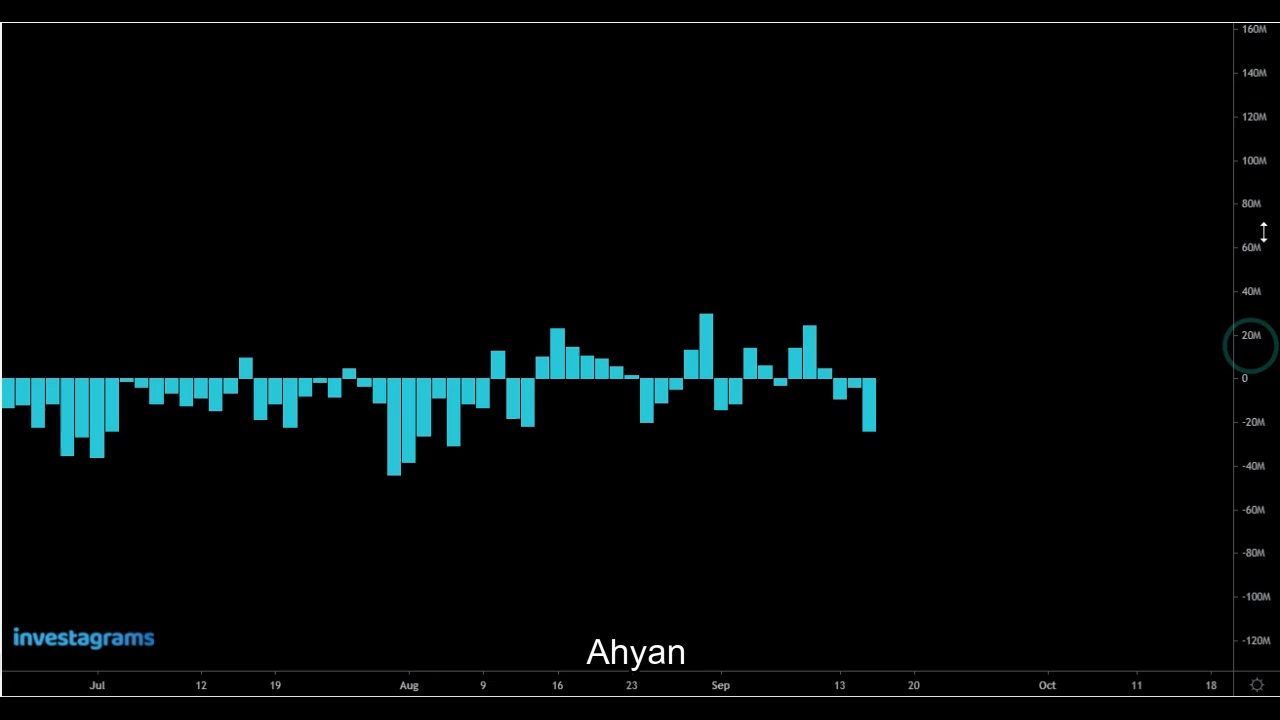 160M
140M
120M
100M
80M
60M
40M
20M
0
-20M
-40M
-60M
-80M
-100M
-120M
investagrams
Ahyan
Jul 12 19 Aug 9 16 23 Sep 13 20 Oct 11 18